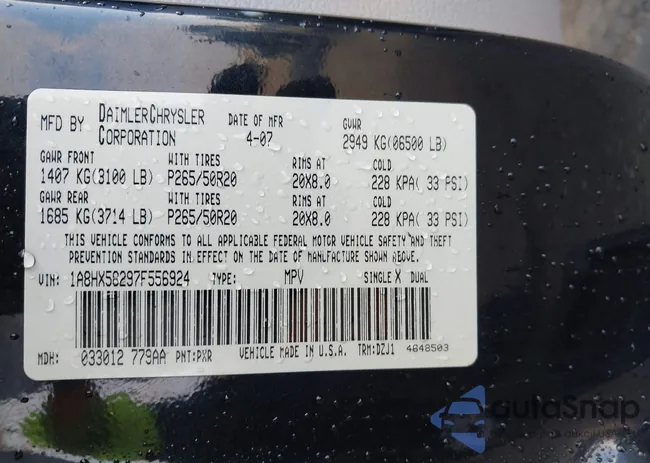 MFD BY DAIMLERCHRYSLER CORPORATION DATE OF MFR 4-07 GVWR 2949 KG(06500 LB)
GAWR FRONT WITH TIRES RIMS AT COLD
1407 KG(3100 LB) P265/50R20 20X8.0 228 KPA( 33 PSI)
GAWR REAR WITH TIRES RIMS AT COLD
1685 KG(3714 LB) P265/50R20 20X8.0 228 KPA( 33 PSI)
THIS VEHICLE CONFORMS TO ALL APPLICABLE FEDERAL MOTOR VEHICLE SAFETY AND THEFT
PREVENTION STANDARDS IN EFFECT ON THE DATE OF MANUFACTURE SHOWN ABOVE.
VIN: 1A8HX58297F556924 TYPE: MPV SINGLE X DUAL
MDH: 033012 779AA PNT:PXR VEHICLE MADE IN U.S.A. TRM:DZJ1 4648503
autoSnap